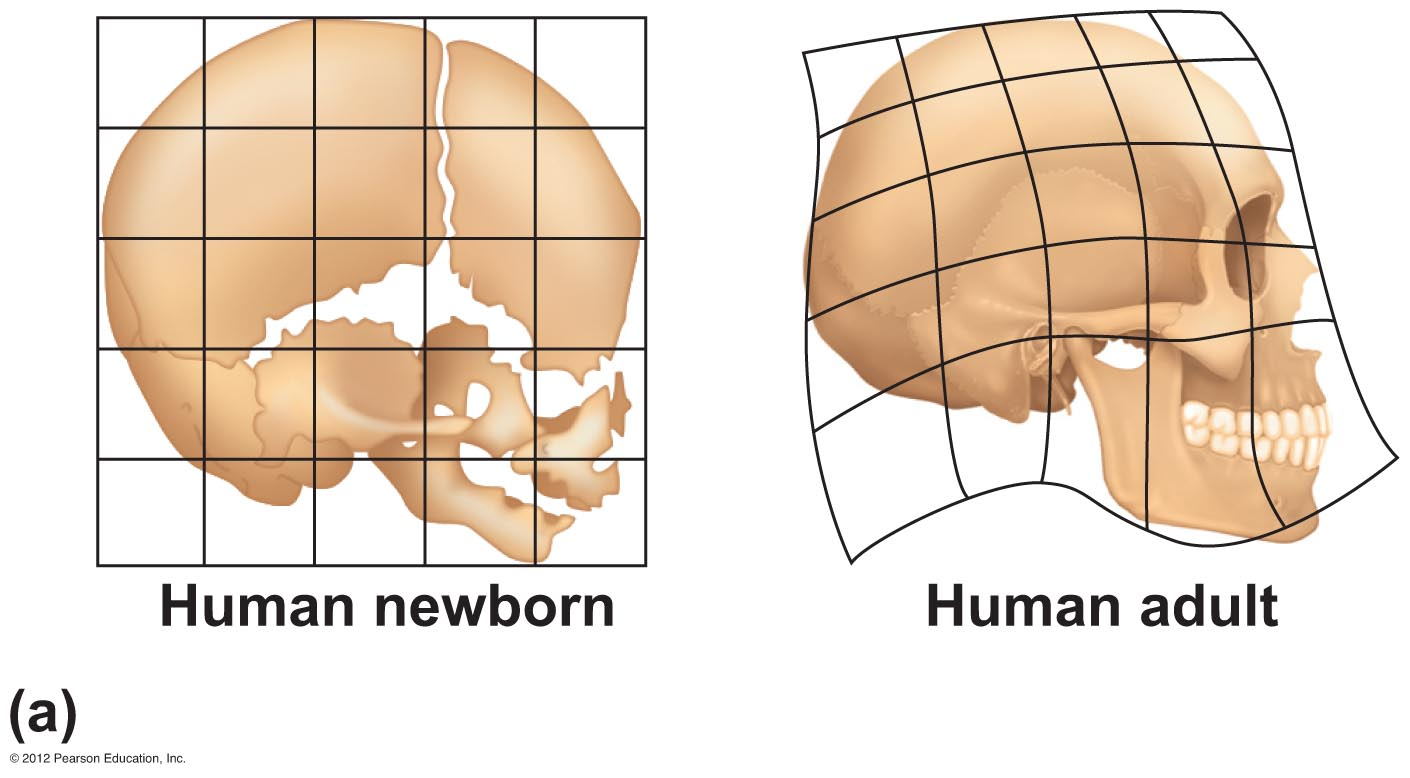 Human newborn
Human adult
(a)
© 2012 Pearson Education, Inc.